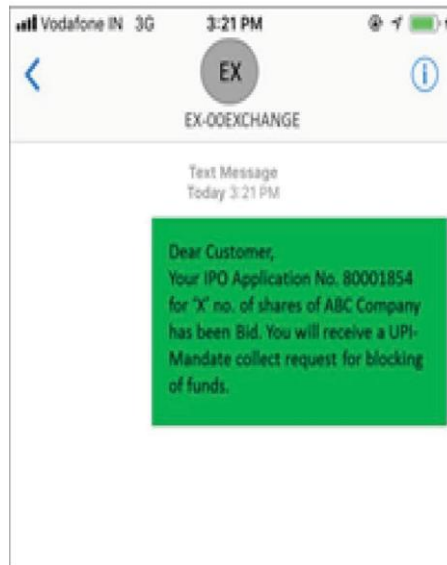 Vodafone IN 3G 3:21 PM
EX
EX-00EXCHANGE
Text Message
Today 3:21 PM
Dear Customer,
Your IPO Application No. 80001854
for 'X' no. of shares of ABC Company
has been Bid. You will receive a UPI-
Mandate collect request for blocking
of funds.